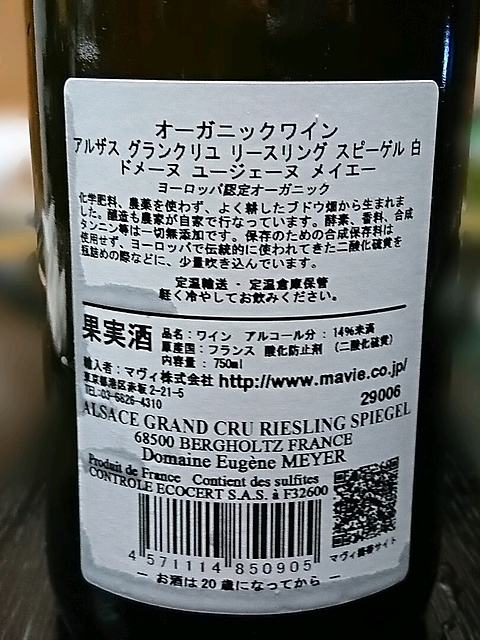 オーガニックワイン
アルザス グランクリユ リースリング スピーゲル 白
ドメーヌ ユージェーヌ メイエー
ヨーロッパ認定オーガニック
化学肥料、農薬を使わず、よく耕したブドウ畑から生まれま
した。醸造も農家が自家で行なっています。酵素、香料、合成
タンニン等は一切無添加です。保存のための合成保存料は
使用せず、ヨーロッパで伝統的に使われてきた二酸化硫黄を
瓶詰めの際などに、少量吹き込んでいます。
定温輸送・定温倉庫保管
軽く冷やしてお飲みください。
果実酒
品名：ワイン アルコール分：14%未満
原産国：フランス 酸化防止剤（二酸化硫黄）
内容量：750ml
輸入者：マヴィ株式会社 http://www.mavie.co.jp/
東京都港区赤坂2-21-5
TEL:03-6826-4310
29006
ALSACE GRAND CRU RIESLING SPIEGEL
68500 BERGHOLTZ FRANCE
Domaine Eugène MEYER
Produit de France Contient des sulfites
CONTROLE ECOCERT S.A.S. à F32600
4 571114 850905
マヴィ携帯サイト
― お酒は20歳になってから ―